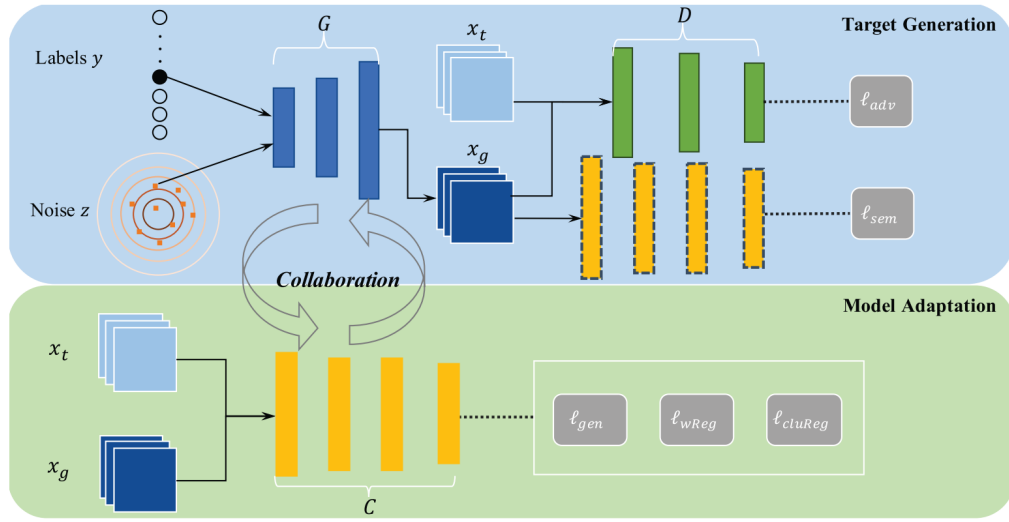 Target Generation
G
D
x_t
Labels y
ℓ_adv
x_g
Noise z
ℓ_sem
Collaboration
Model Adaptation
x_t
ℓ_gen ℓ_wReg ℓ_cluReg
x_g
C